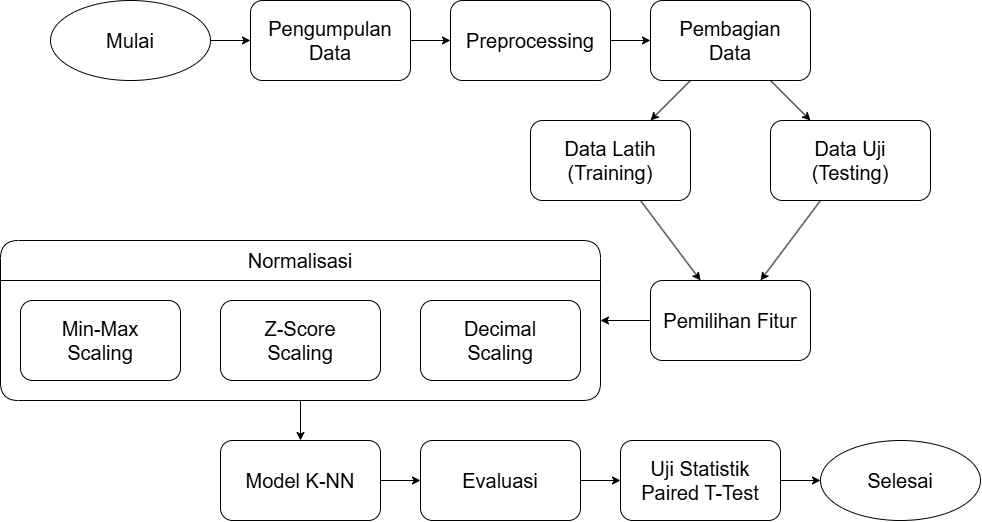 Mulai
Pengumpulan
Data
Preprocessing
Pembagian
Data
Data Latih
(Training)
Data Uji
(Testing)
Pemilihan Fitur
Normalisasi
Min-Max
Scaling
Z-Score
Scaling
Decimal
Scaling
Model K-NN
Evaluasi
Uji Statistik
Paired T-Test
Selesai